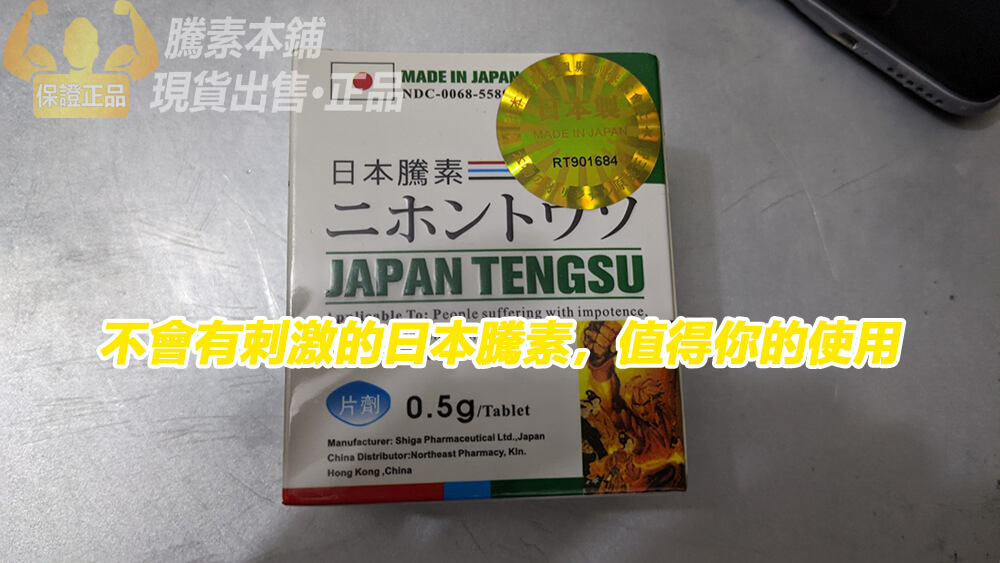 騰素本鋪
現貨出售·正品
保證正品
MADE IN JAPAN
NDC-0068-558
日本製
MADE IN JAPAN
RT901684
日本騰素
ニホントウソ
JAPAN TENGSU
Applicable To: People suffering with impotence.
不會有刺激的日本騰素，值得你的使用
片劑 0.5g/Tablet
Manufacturer: Shiga Pharmaceutical Ltd.,Japan
China Distributor:Northeast Pharmacy, Kln.
Hong Kong ,China